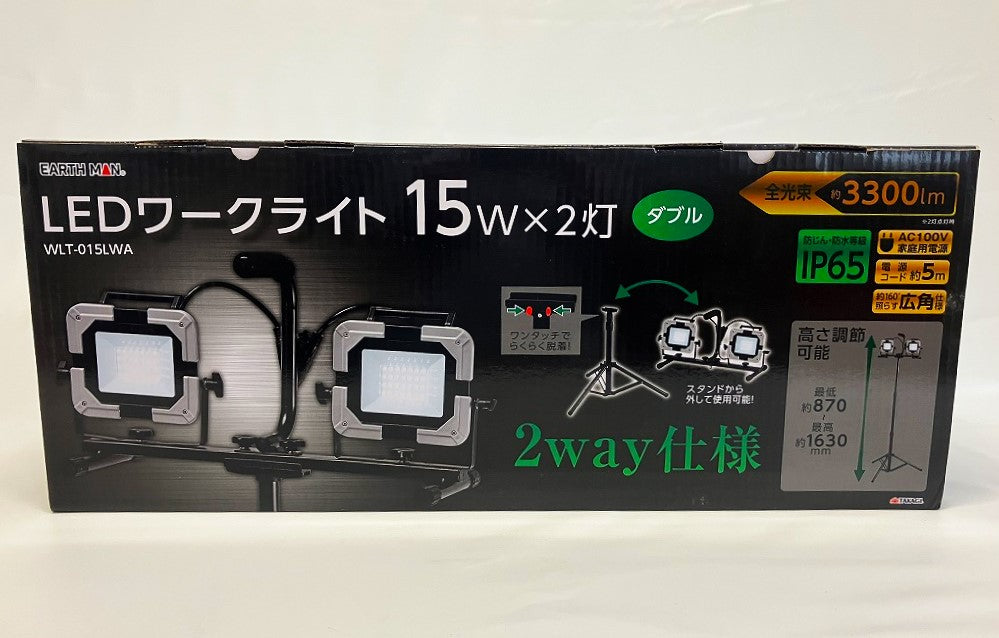 EARTH MAN®
LEDワークライト 15W×2灯 ダブル
WLT-015LWA
全光束 約3300lm
※2灯点灯時
防じん・防水等級
IP65
AC100V
家庭用電源
電源
コード 約5m
約160°
照らす 広角仕様
ワンタッチで
らくらく脱着!
スタンドから
外して使用可能!
2way仕様
高さ調節
可能
最低
約870
~
最高
約1630
mm
TAKAGI